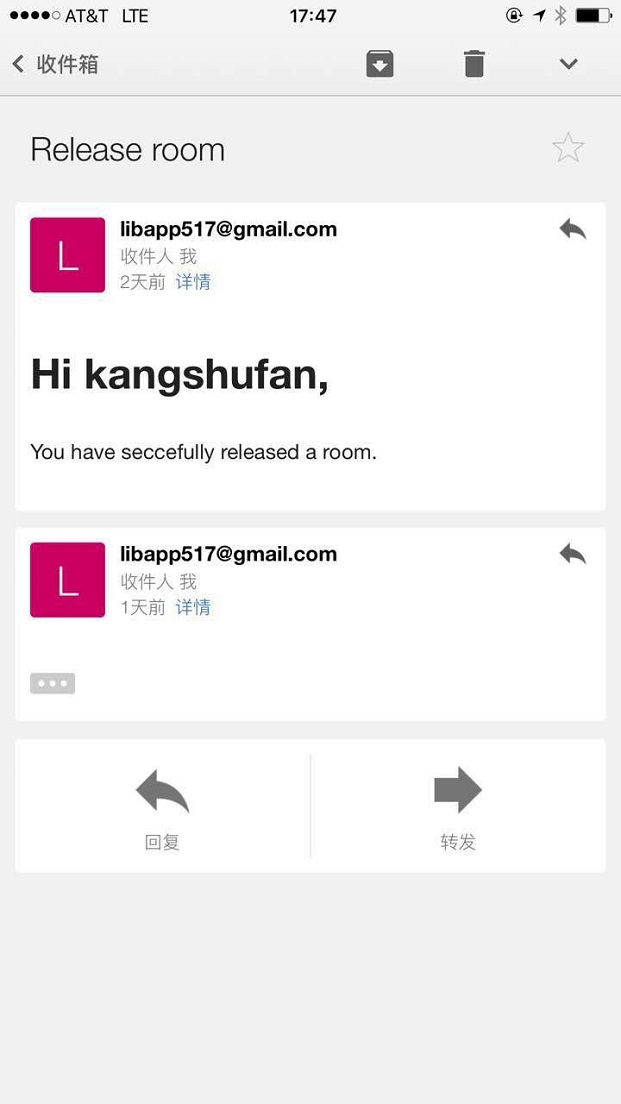 AT&T LTE 17:47
收件箱
Release room
L
libapp517@gmail.com
收件人 我
2天前 详情
Hi kangshufan,
You have seccefully released a room.
L
libapp517@gmail.com
收件人 我
1天前 详情
回复 转发